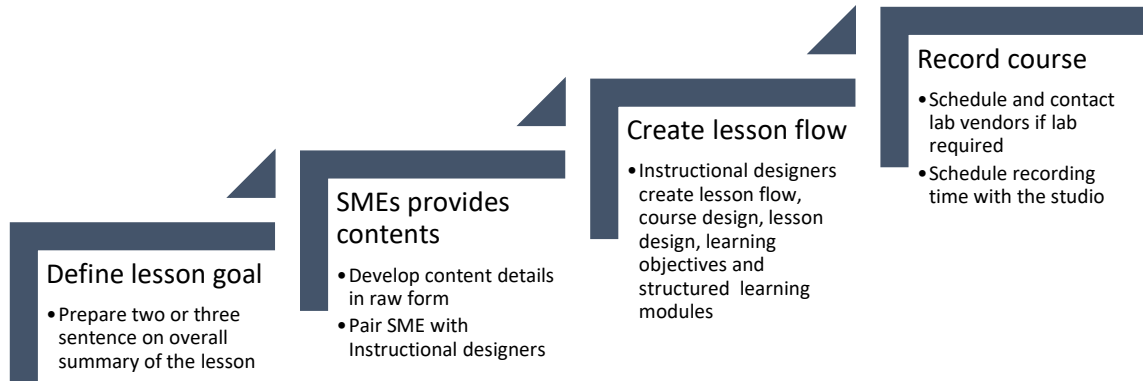 Define lesson goal
•Prepare two or three
sentence on overall
summary of the lesson
SMEs provides
contents
•Develop content details
in raw form
•Pair SME with
Instructional designers
Create lesson flow
•Instructional designers
create lesson flow,
course design, lesson
design, learning
objectives and
structured learning
modules
Record course
•Schedule and contact
lab vendors if lab
required
•Schedule recording
time with the studio